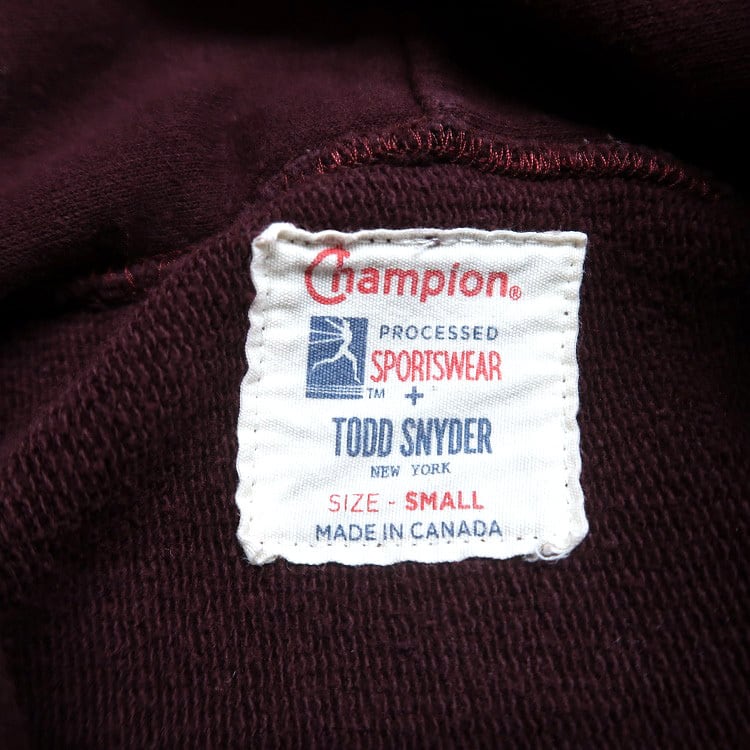 Champion®
PROCESSED
SPORTSWEAR
™ +
TODD SNYDER
NEW YORK
SIZE - SMALL
MADE IN CANADA